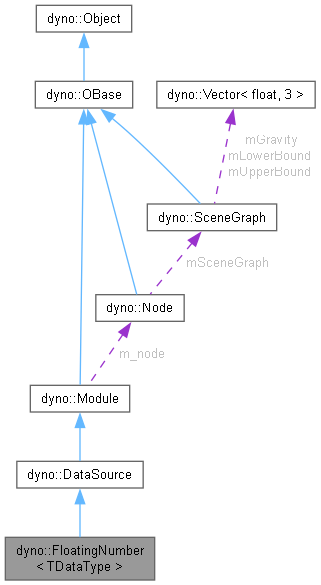 dyno::Object
dyno::OBase
dyno::Vector< float, 3 >
mGravity
mLowerBound
mUpperBound
dyno::SceneGraph
mSceneGraph
dyno::Node
m_node
dyno::Module
dyno::DataSource
dyno::FloatingNumber
< TDataType >